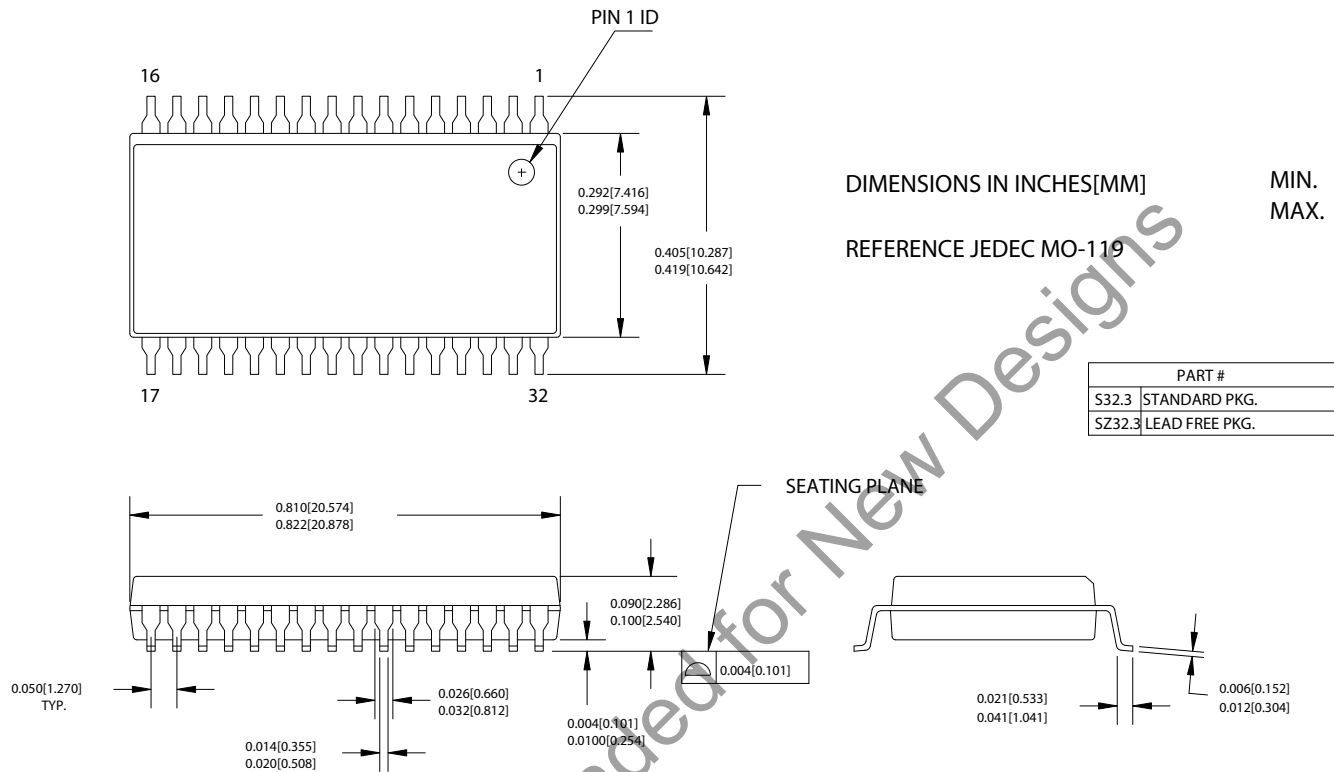 PIN 1 ID
16
1
0.292[7.416]
0.299[7.594]
0.405[10.287]
0.419[10.642]
17
32
DIMENSIONS IN INCHES[MM]
MIN.
MAX.
REFERENCE JEDEC MO-119
PART #
S32.3 STANDARD PKG.
SZ32.3 LEAD FREE PKG.
SEATING PLANE
0.810[20.574]
0.822[20.878]
0.090[2.286]
0.100[2.540]
0.004[0.101]
0.050[1.270]
TYP.
0.026[0.660]
0.032[0.812]
0.014[0.355]
0.020[0.508]
0.004[0.101]
0.0100[0.254]
0.021[0.533]
0.041[1.041]
0.006[0.152]
0.012[0.304]
ded for New Designs